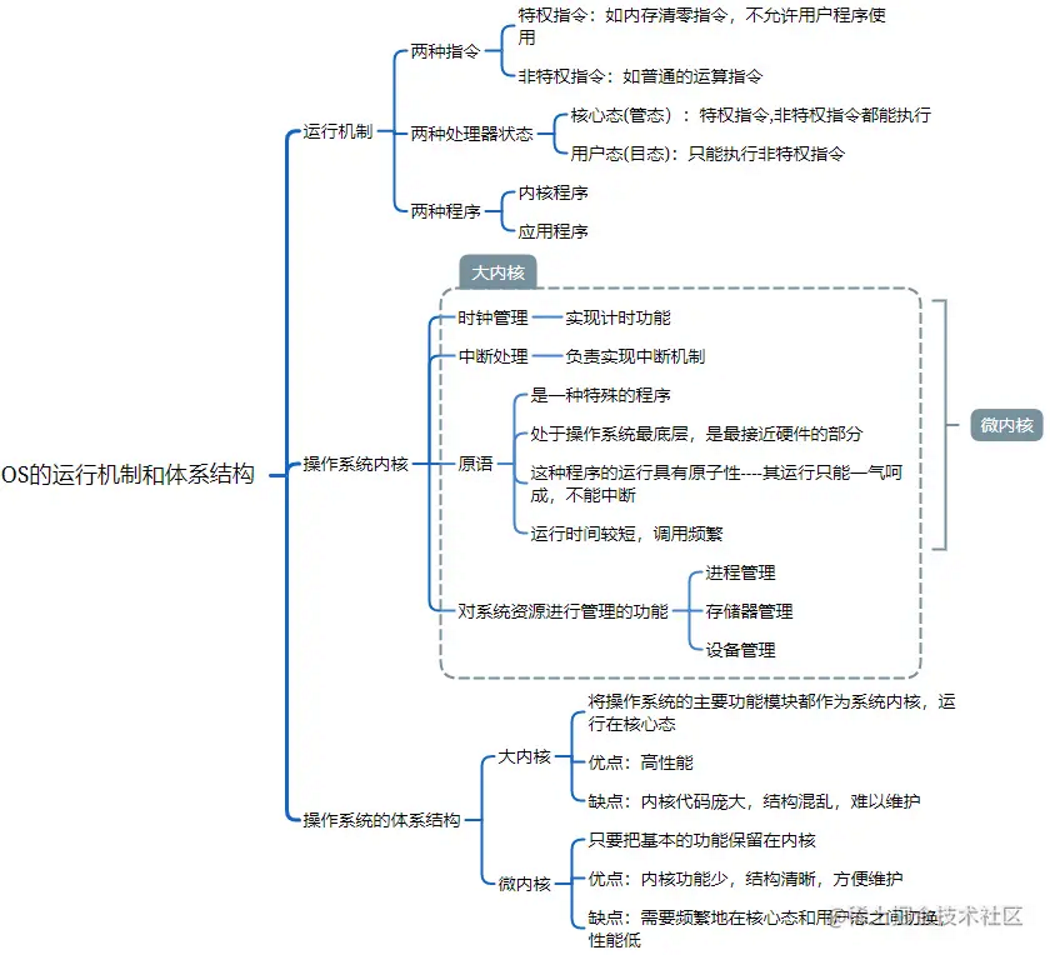 特权指令：如内存清零指令，不允许用户程序使
用
两种指令
非特权指令：如普通的运算指令
核心态(管态）：特权指令,非特权指令都能执行
运行机制
两种处理器状态
用户态(目态)：只能执行非特权指令
内核程序
两种程序
应用程序
大内核
时钟管理
实现计时功能
中断处理
负责实现中断机制
是一种特殊的程序
处于操作系统最底层，是最接近硬件的部分
微内核
OS的运行机制和体系结构
操作系统内核
原语
这种程序的运行具有原子性----其运行只能一气呵
成，不能中断
运行时间较短，调用频繁
进程管理
对系统资源进行管理的功能
存储器管理
设备管理
将操作系统的主要功能模块都作为系统内核，运
行在核心态
大内核
优点：高性能
缺点：内核代码庞大，结构混乱，难以维护
操作系统的体系结构
只要把基本的功能保留在内核
微内核
优点：内核功能少，结构清晰，方便维护
缺点：需要频繁地在核心态和用户态之间切换，
性能低
@稀土掘金技术社区